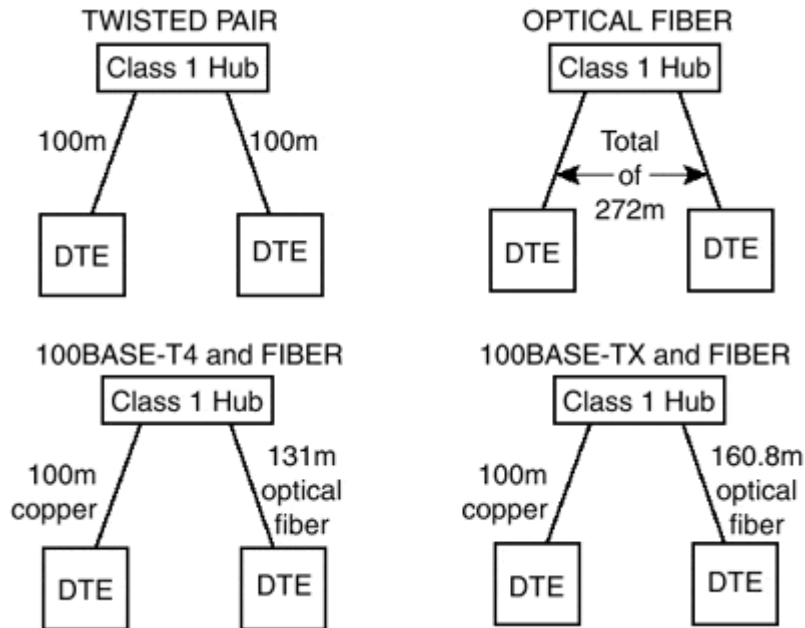 TWISTED PAIR
Class 1 Hub
100m
100m
DTE
DTE
OPTICAL FIBER
Class 1 Hub
Total
of
272m
DTE
DTE
100BASE-T4 and FIBER
Class 1 Hub
100m
copper
131m
optical
fiber
DTE
DTE
100BASE-TX and FIBER
Class 1 Hub
100m
copper
160.8m
optical
fiber
DTE
DTE